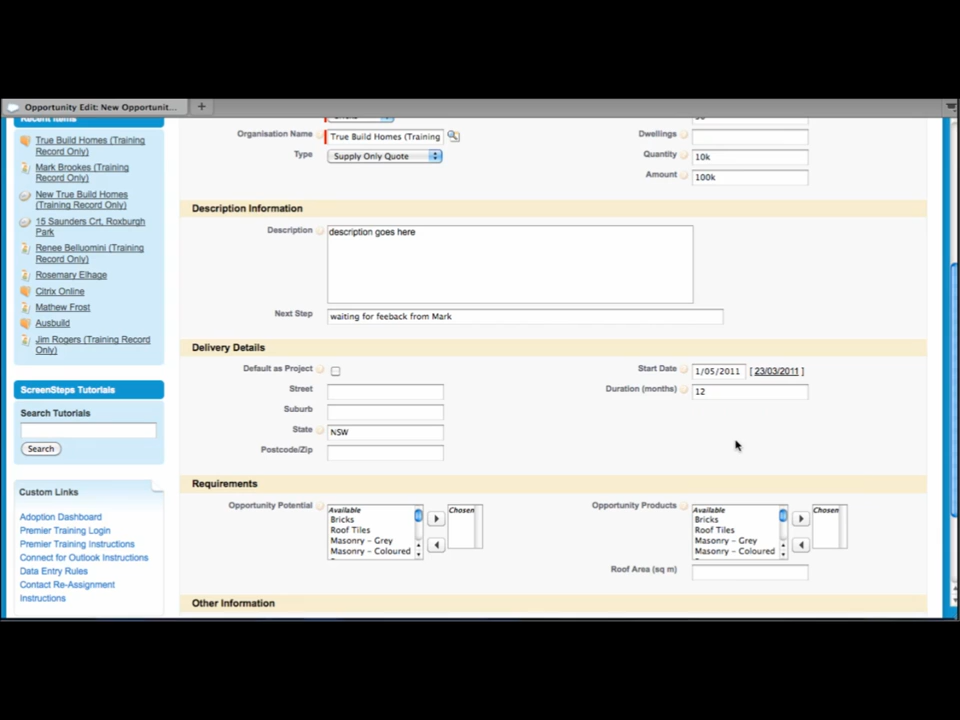 Opportunity Edit: New Opportunit...
Recent Items
True Build Homes (Training
Record Only)
Mark Brookes (Training
Record Only)
New True Build Homes
(Training Record Only)
15 Saunders Crt, Roxburgh
Park
Renee Belluomini (Training
Record Only)
Rosemary Elhage
Citrix Online
Mathew Frost
Ausbuild
Jim Rogers (Training Record
Only)
ScreenSteps Tutorials
Search Tutorials
Search
Custom Links
Adoption Dashboard
Premier Training Login
Premier Training Instructions
Connect for Outlook Instructions
Data Entry Rules
Contact Re-Assignment
Instructions
Organisation Name True Build Homes (Training
Dwellings
Type Supply Only Quote
Quantity 10k
Amount 100k
Description Information
Description description goes here
Next Step waiting for feeback from Mark
Delivery Details
Default as Project
Start Date 1/05/2011 [ 23/03/2011 ]
Street
Duration (months) 12
Suburb
State NSW
Postcode/Zip
Requirements
Opportunity Potential Available Chosen
Bricks
Roof Tiles
Masonry - Grey
Masonry - Coloured
Opportunity Products Available Chosen
Bricks
Roof Tiles
Masonry - Grey
Masonry - Coloured
Roof Area (sq m)
Other Information